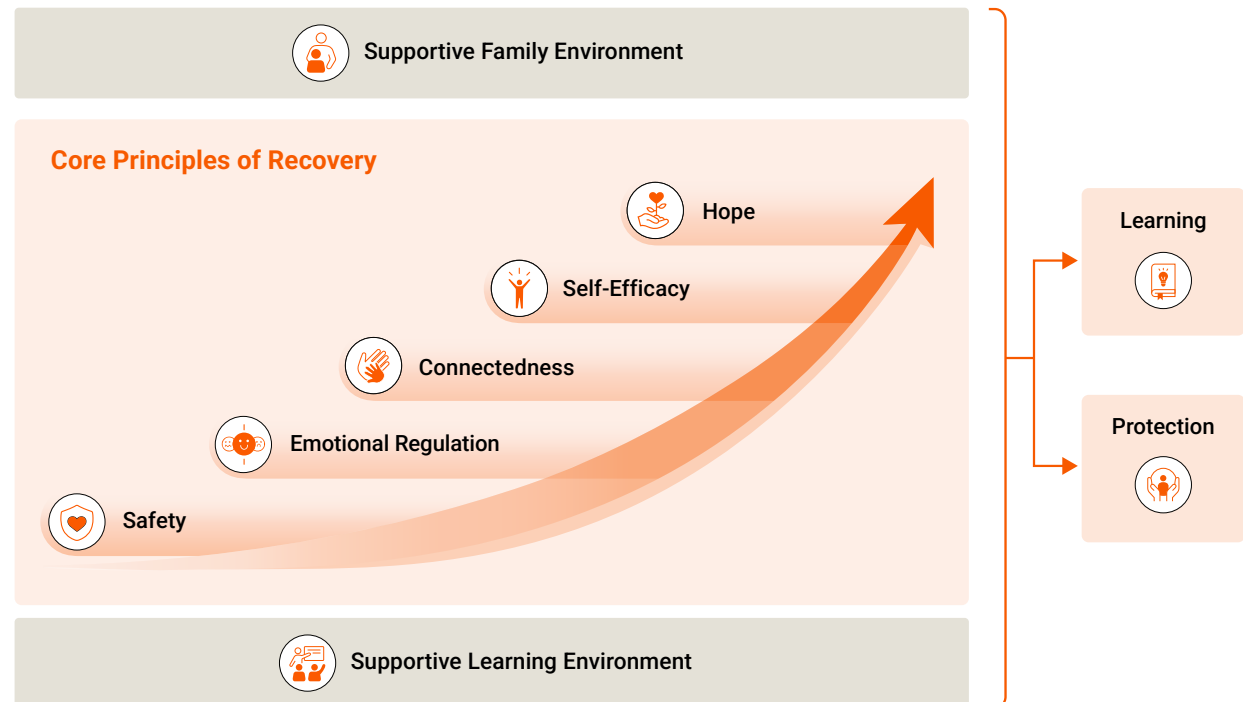 Supportive Family Environment
Core Principles of Recovery
Hope
Self-Efficacy
Connectedness
Emotional Regulation
Safety
Supportive Learning Environment
Learning
Protection